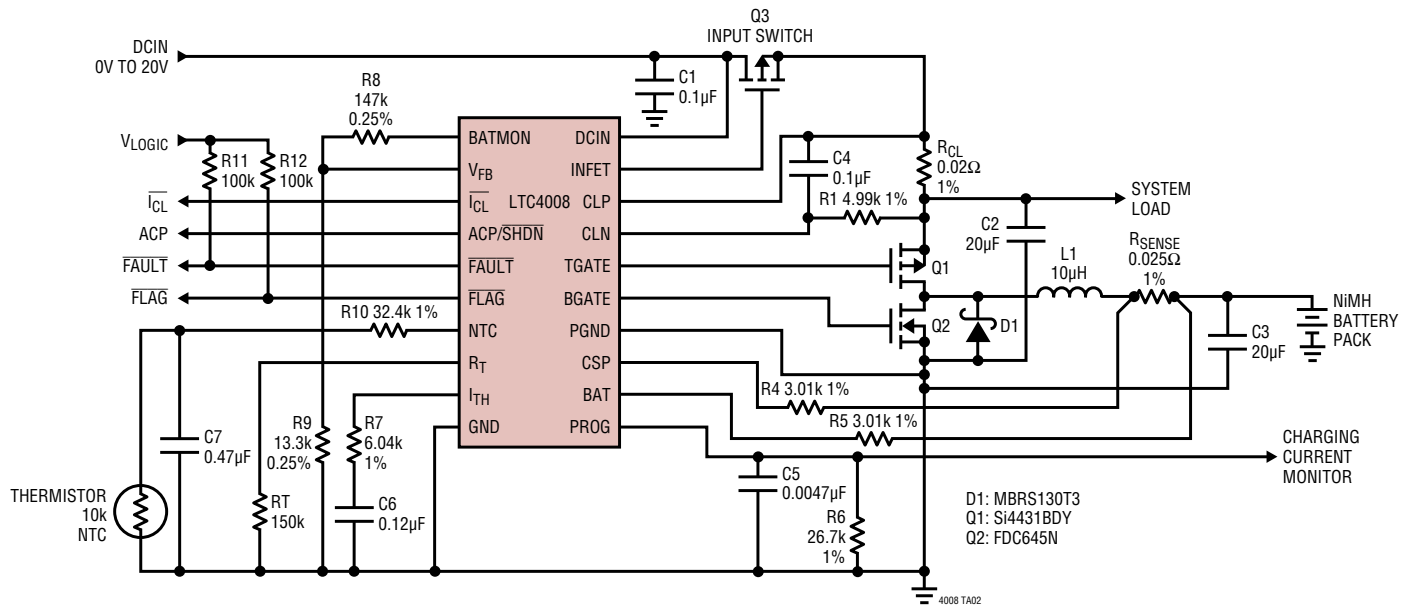 Q3
INPUT SWITCH
DCIN
0V TO 20V
C1
0.1µF
R8
147k
0.25%
VLOGIC
R11
100k
R12
100k
BATMON
DCIN
VFB
INFET
ICL
ICL
LTC4008
CLP
ACP
ACP/SHDN
CLN
FAULT
FAULT
TGATE
FLAG
FLAG
BGATE
R10 32.4k 1%
NTC
PGND
RT
CSP
ITH
BAT
GND
PROG
C4
0.1µF
R1 4.99k 1%
RCL
0.02Ω
1%
SYSTEM
LOAD
C2
20µF
Q1
L1
10µH
RSENSE
0.025Ω
1%
Q2
D1
NiMH
BATTERY
PACK
C3
20µF
R4 3.01k 1%
R5 3.01k 1%
CHARGING
CURRENT
MONITOR
C7
0.47µF
R9
13.3k
0.25%
R7
6.04k
1%
THERMISTOR
10k
NTC
RT
150k
C6
0.12µF
C5
0.0047µF
R6
26.7k
1%
D1: MBRS130T3
Q1: Si4431BDY
Q2: FDC645N
4008 TA02